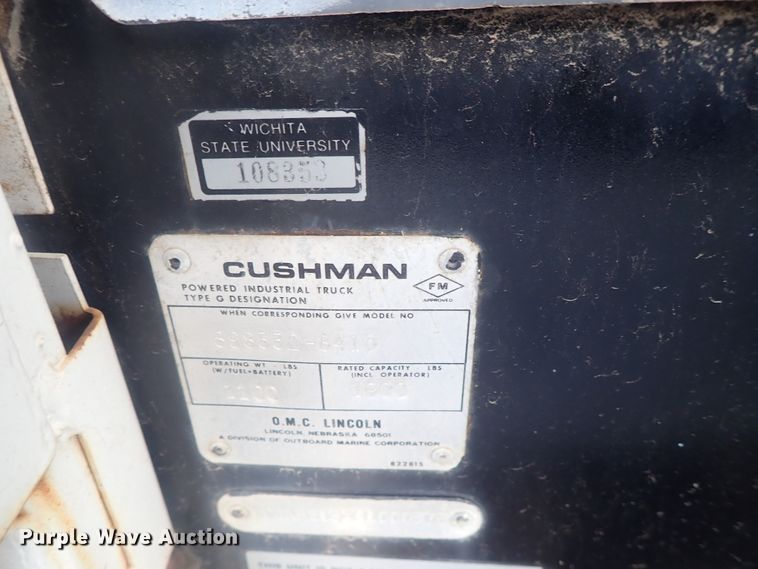 WICHITA
STATE UNIVERSITY
108353
CUSHMAN
POWERED INDUSTRIAL TRUCK
TYPE G DESIGNATION
FM
APPROVED
WHEN CORRESPONDING GIVE MODEL NO
OPERATING WT LBS
(W/FUEL+BATTERY)
RATED CAPACITY LBS
(INCL OPERATOR)
O.M.C. LINCOLN
LINCOLN, NEBRASKA 68501
A DIVISION OF OUTBOARD MARINE CORPORATION
822815
Purple Wave Auction